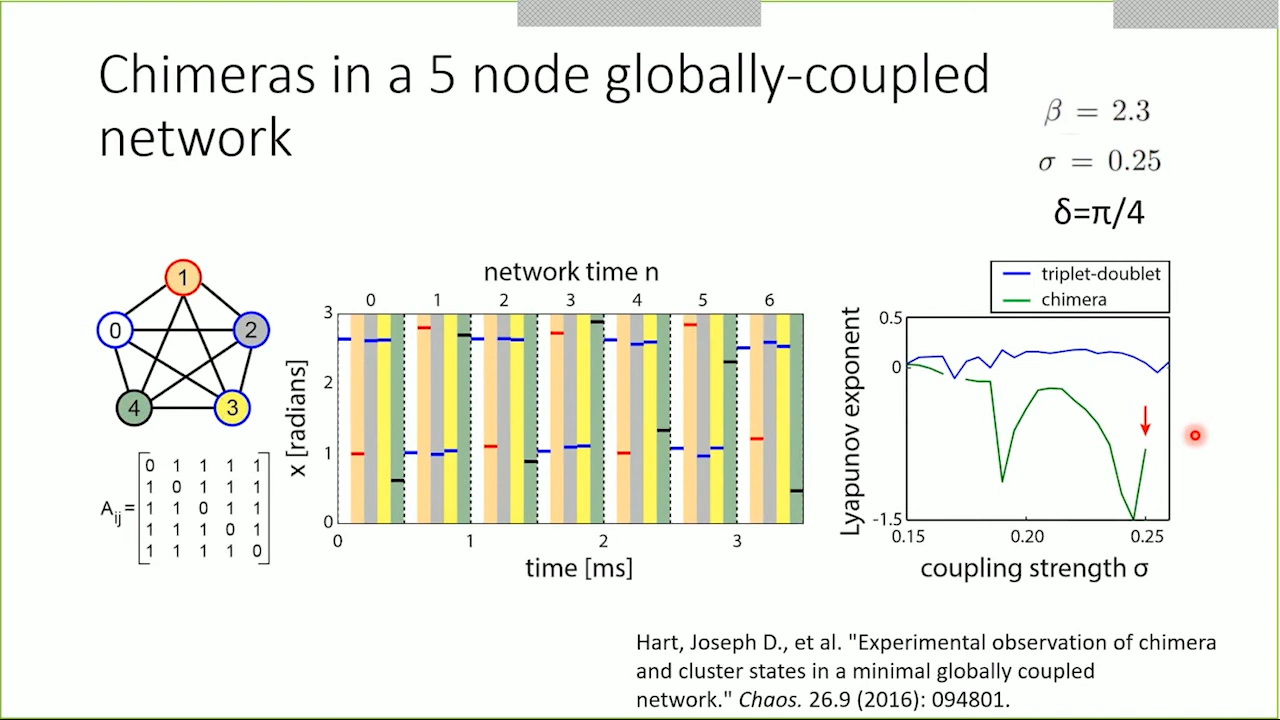 Chimeras in a 5 node globally-coupled
network
β = 2.3
σ = 0.25
δ=π/4
1
0
2
4
3
A_ij =
0 1 1 1 1
1 0 1 1 1
1 1 0 1 1
1 1 1 0 1
1 1 1 1 0
network time n
0 1 2 3 4 5 6
x [radians]
3
2
1
0
0 1 2 3
time [ms]
triplet-doublet
chimera
Lyapunov exponent
0.5
0
-1.5
0.15 0.20 0.25
coupling strength σ
Hart, Joseph D., et al. "Experimental observation of chimera
and cluster states in a minimal globally coupled
network." Chaos. 26.9 (2016): 094801.